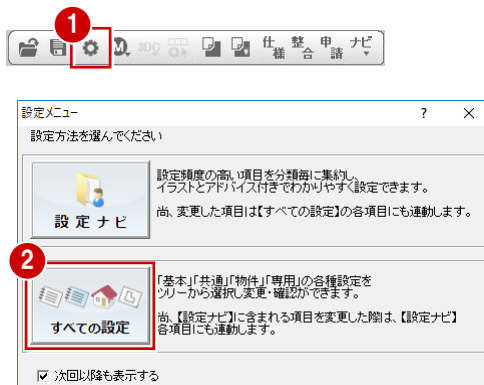 1
M
3DC
仕様 整合 申請 ナビ
設定メニュー ? ×
設定方法を選んでください
設定ナビ
設定頻度の高い項目を分類毎に集約し、
イラストとアドバイス付きでわかりやすく設定できます。
尚、変更した項目は【すべての設定】の各項目にも連動します。
2
すべての設定
「基本」「共通」「物件」「専用」の各種設定を
ツリーから選択し変更・確認ができます。
尚、【設定ナビ】に含まれる項目を変更した際は、【設定ナビ】
各項目にも連動します。
次回以降も表示する